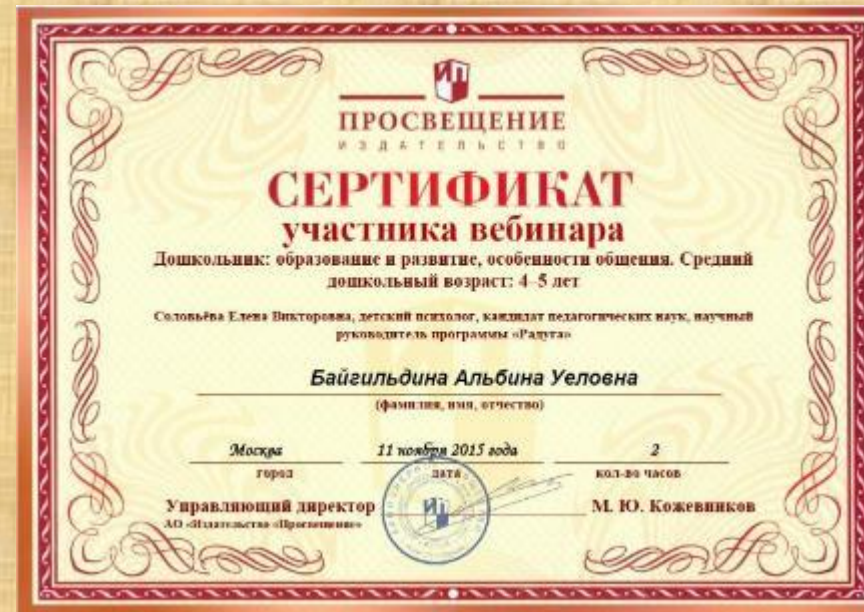 ИП
ПРОСВЕЩЕНИЕ
ИЗДАТЕЛЬСТВО
СЕРТИФИКАТ
участника вебинара
Дошкольник: образование и развитие, особенности общения. Средний
дошкольный возраст: 4–5 лет
Соловьёва Елена Викторовна, детский психолог, кандидат педагогических наук, научный
руководитель программы «Радуга»
Байгильдина Альбина Уеловна
(фамилия, имя, отчество)
Москва 11 ноября 2015 года 2
город дата кол-во часов
Управляющий директор М. Ю. Кожевников
АО «Издательство «Просвещение»